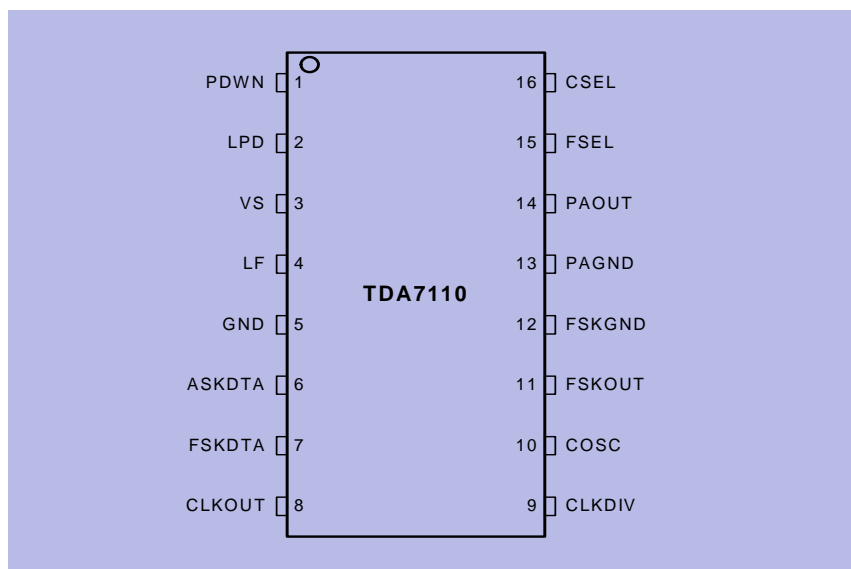 PDWN 1 16 CSEL
LPD 2 15 FSEL
VS 3 14 PAOUT
LF 4 13 PAGND
TDA7110
GND 5 12 FSKGND
ASKDTA 6 11 FSKOUT
FSKDTA 7 10 COSC
CLKOUT 8 9 CLKDIV